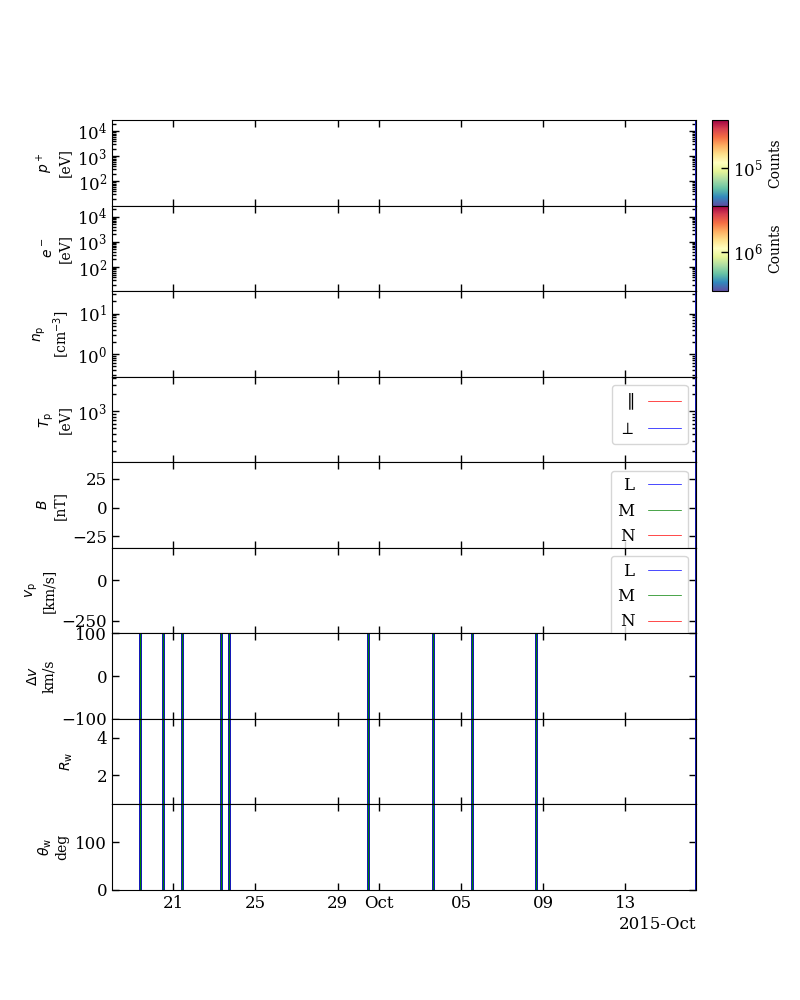 10⁴
10³
10²
p⁺
[eV]
10⁵
Counts
10⁴
10³
10²
e⁻
[eV]
10⁶
Counts
10¹
10⁰
nₚ
[cm⁻³]
10³
Tₚ
[eV]
∥
⊥
25
0
−25
B
[nT]
L
M
N
0
−250
vₚ
[km/s]
L
M
N
100
0
−100
Δv
km/s
4
2
R_w
100
0
θ_w
deg
21 25 29 Oct 05 09 13
2015-Oct